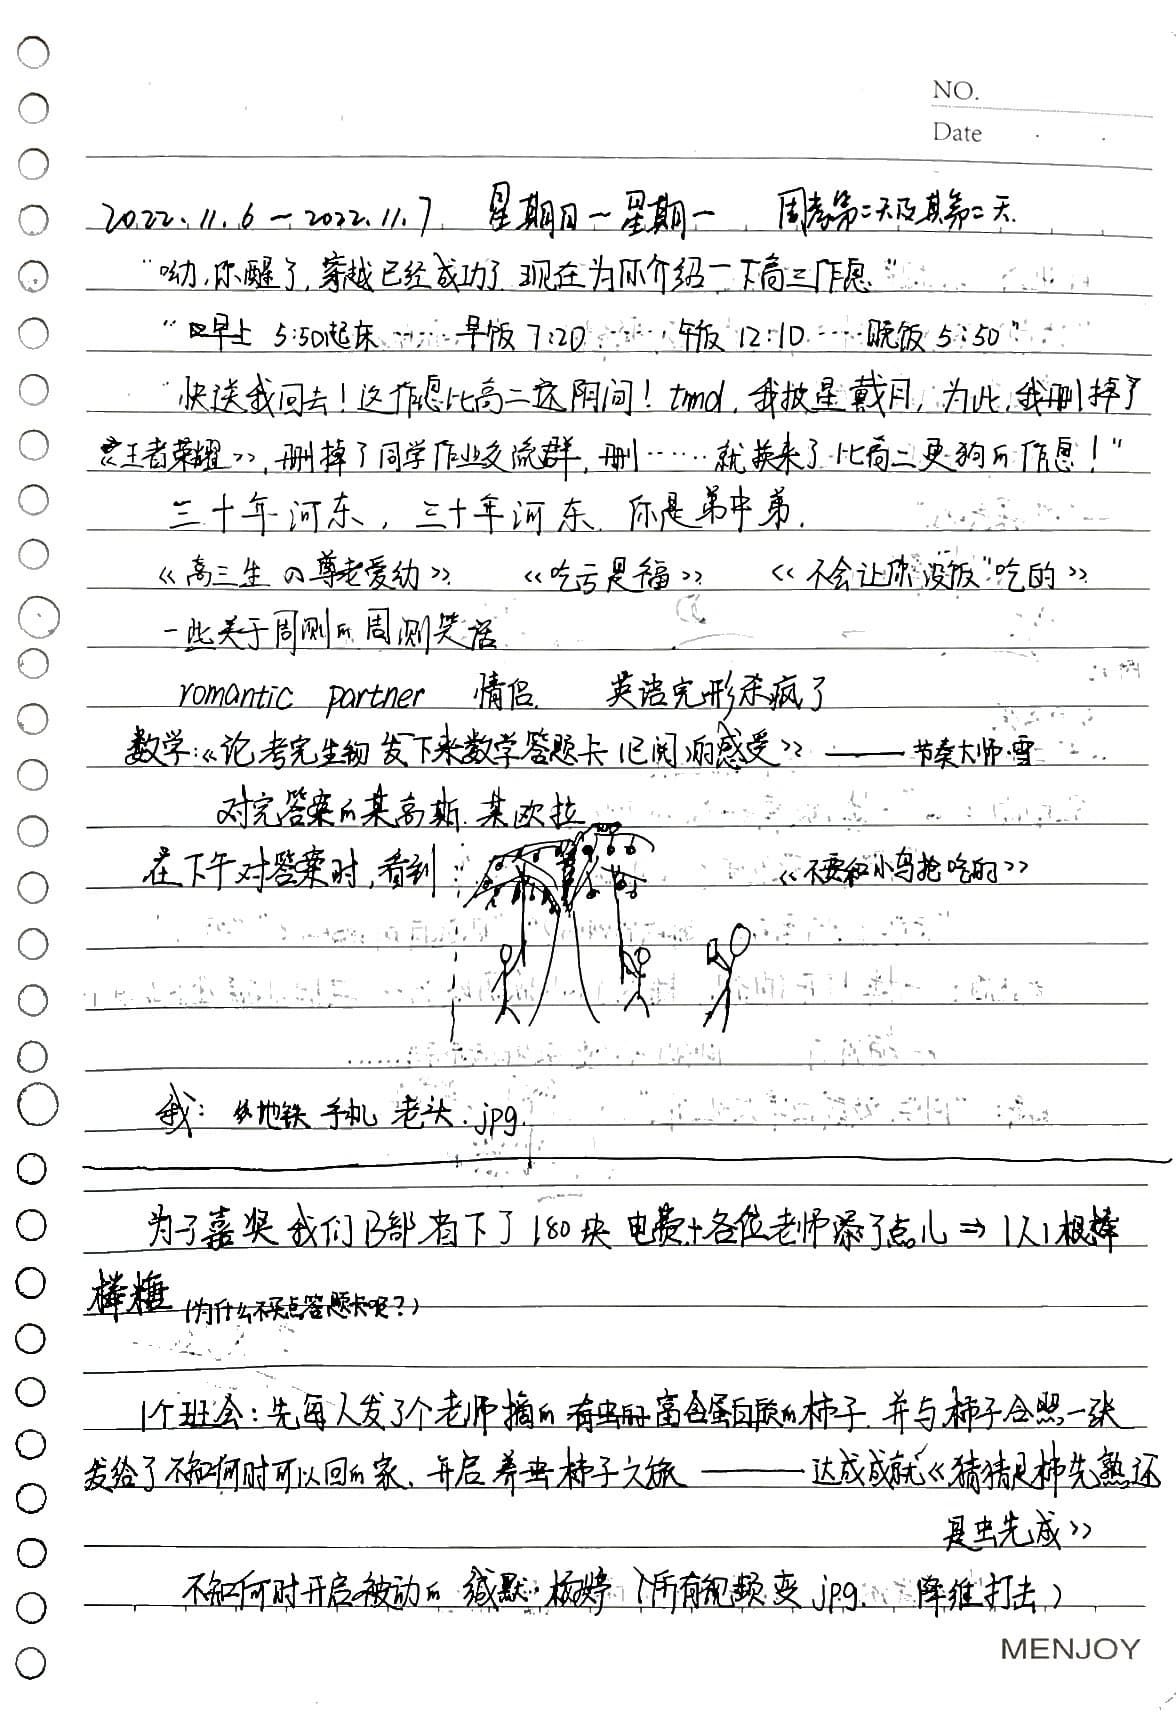 NO.
Date
2022.11.6 — 2022.11.7 星期日一星期一 周考第二天及其第二天.
"呦,你醒了,穿越已经成功了 现在为你介绍一下高三作息"
"早上 5:50起床……早饭 7:20 …… 午饭 12:10 …… 晚饭 5:50"
"快送我回去!这作息比高二还阴间! tmd, 我披星戴月, 为此, 我删掉了
《王者荣耀》, 删掉了同学作业交流群, 删……就换来了比高二更狗の作息!"
三十年河东, 三十年河东. 你是弟中弟.
《高三生の尊老爱幼》 《吃亏是福》 《不会让你没饭"吃的》
一些关于周测の周测笑话
romantic partner 情侣. 英语完形杀疯了
数学:《论考完生物发下来数学答题卡(已阅)的感受》——节奏大师·雪
对完答案の某高斯.某欧拉
在下午对答案时,看到: 《不要和小鸟抢吃的》
我: 地铁 手机 老头.jpg.
为了嘉奖我们B部省下了180块电费+各位老师添了点儿⇒1人1根棒
棒糖 (为什么不买点答题卡呢?)
1个班会:先每人发了个老师摘の有虫の富含蛋白质の柿子.并与柿子合照一张
发给了不知何时可以回の家.开启养虫柿子之旅——达成成就《猜猜是柿先熟还
是虫先成》
不知何时开启被动の缄默· (所有视频变.jpg. 降维打击)
MENJOY